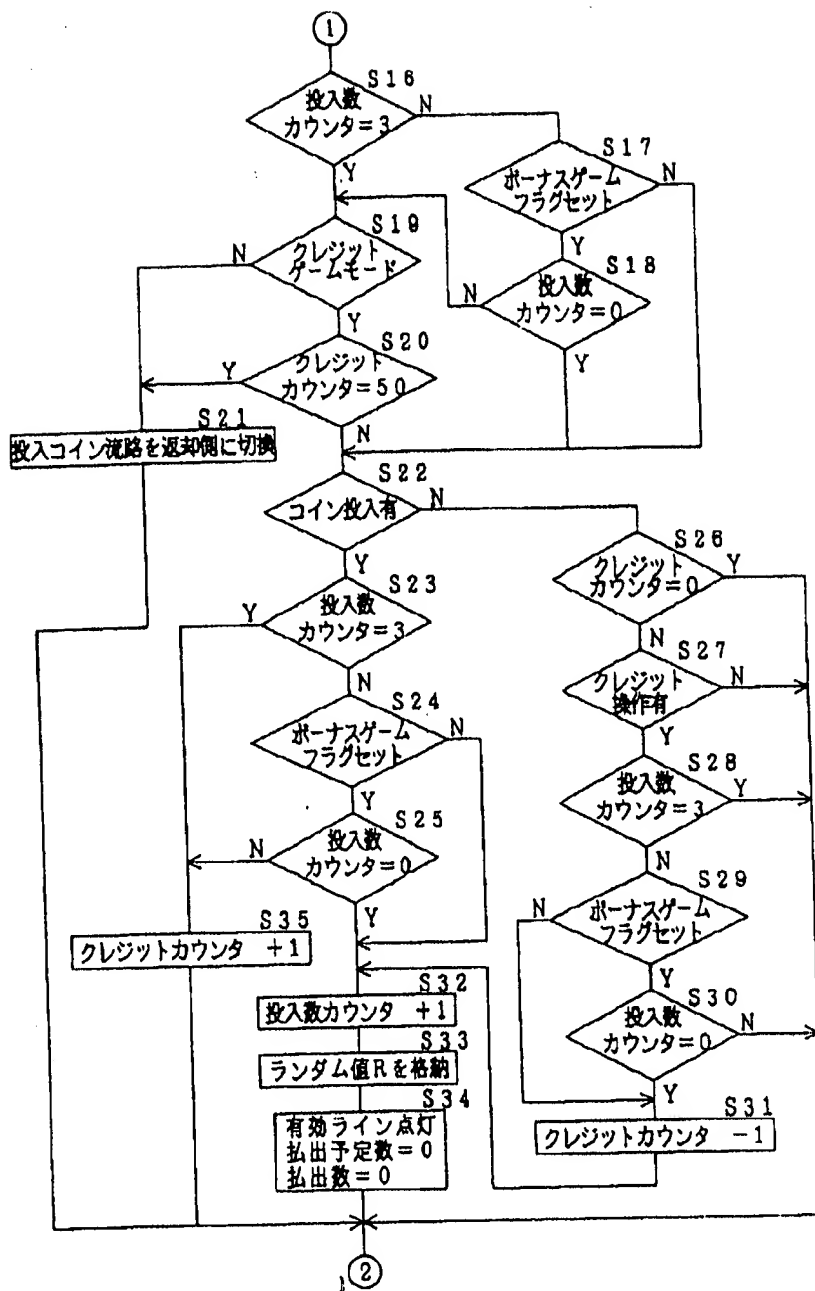 1
S16
投入数
カウンタ=3
N
Y
S17
ボーナスゲーム
フラグセット
N
Y
S18
投入数
カウンタ=0
N
Y
S19
クレジット
ゲームモード
N
Y
S20
クレジット
カウンタ=50
Y
N
S21
投入コイン流路を返却側に切換
S22
コイン投入有
N
Y
S23
投入数
カウンタ=3
Y
N
S24
ボーナスゲーム
フラグセット
N
Y
S25
投入数
カウンタ=0
N
Y
S26
クレジット
カウンタ=0
Y
N
S27
クレジット
操作有
N
Y
S28
投入数
カウンタ=3
Y
N
S29
ボーナスゲーム
フラグセット
N
Y
S30
投入数
カウンタ=0
N
Y
S31
クレジットカウンタ -1
S35
クレジットカウンタ +1
S32
投入数カウンタ +1
S33
ランダム値Rを格納
S34
有効ライン点灯
払出予定数=0
払出数=0
2